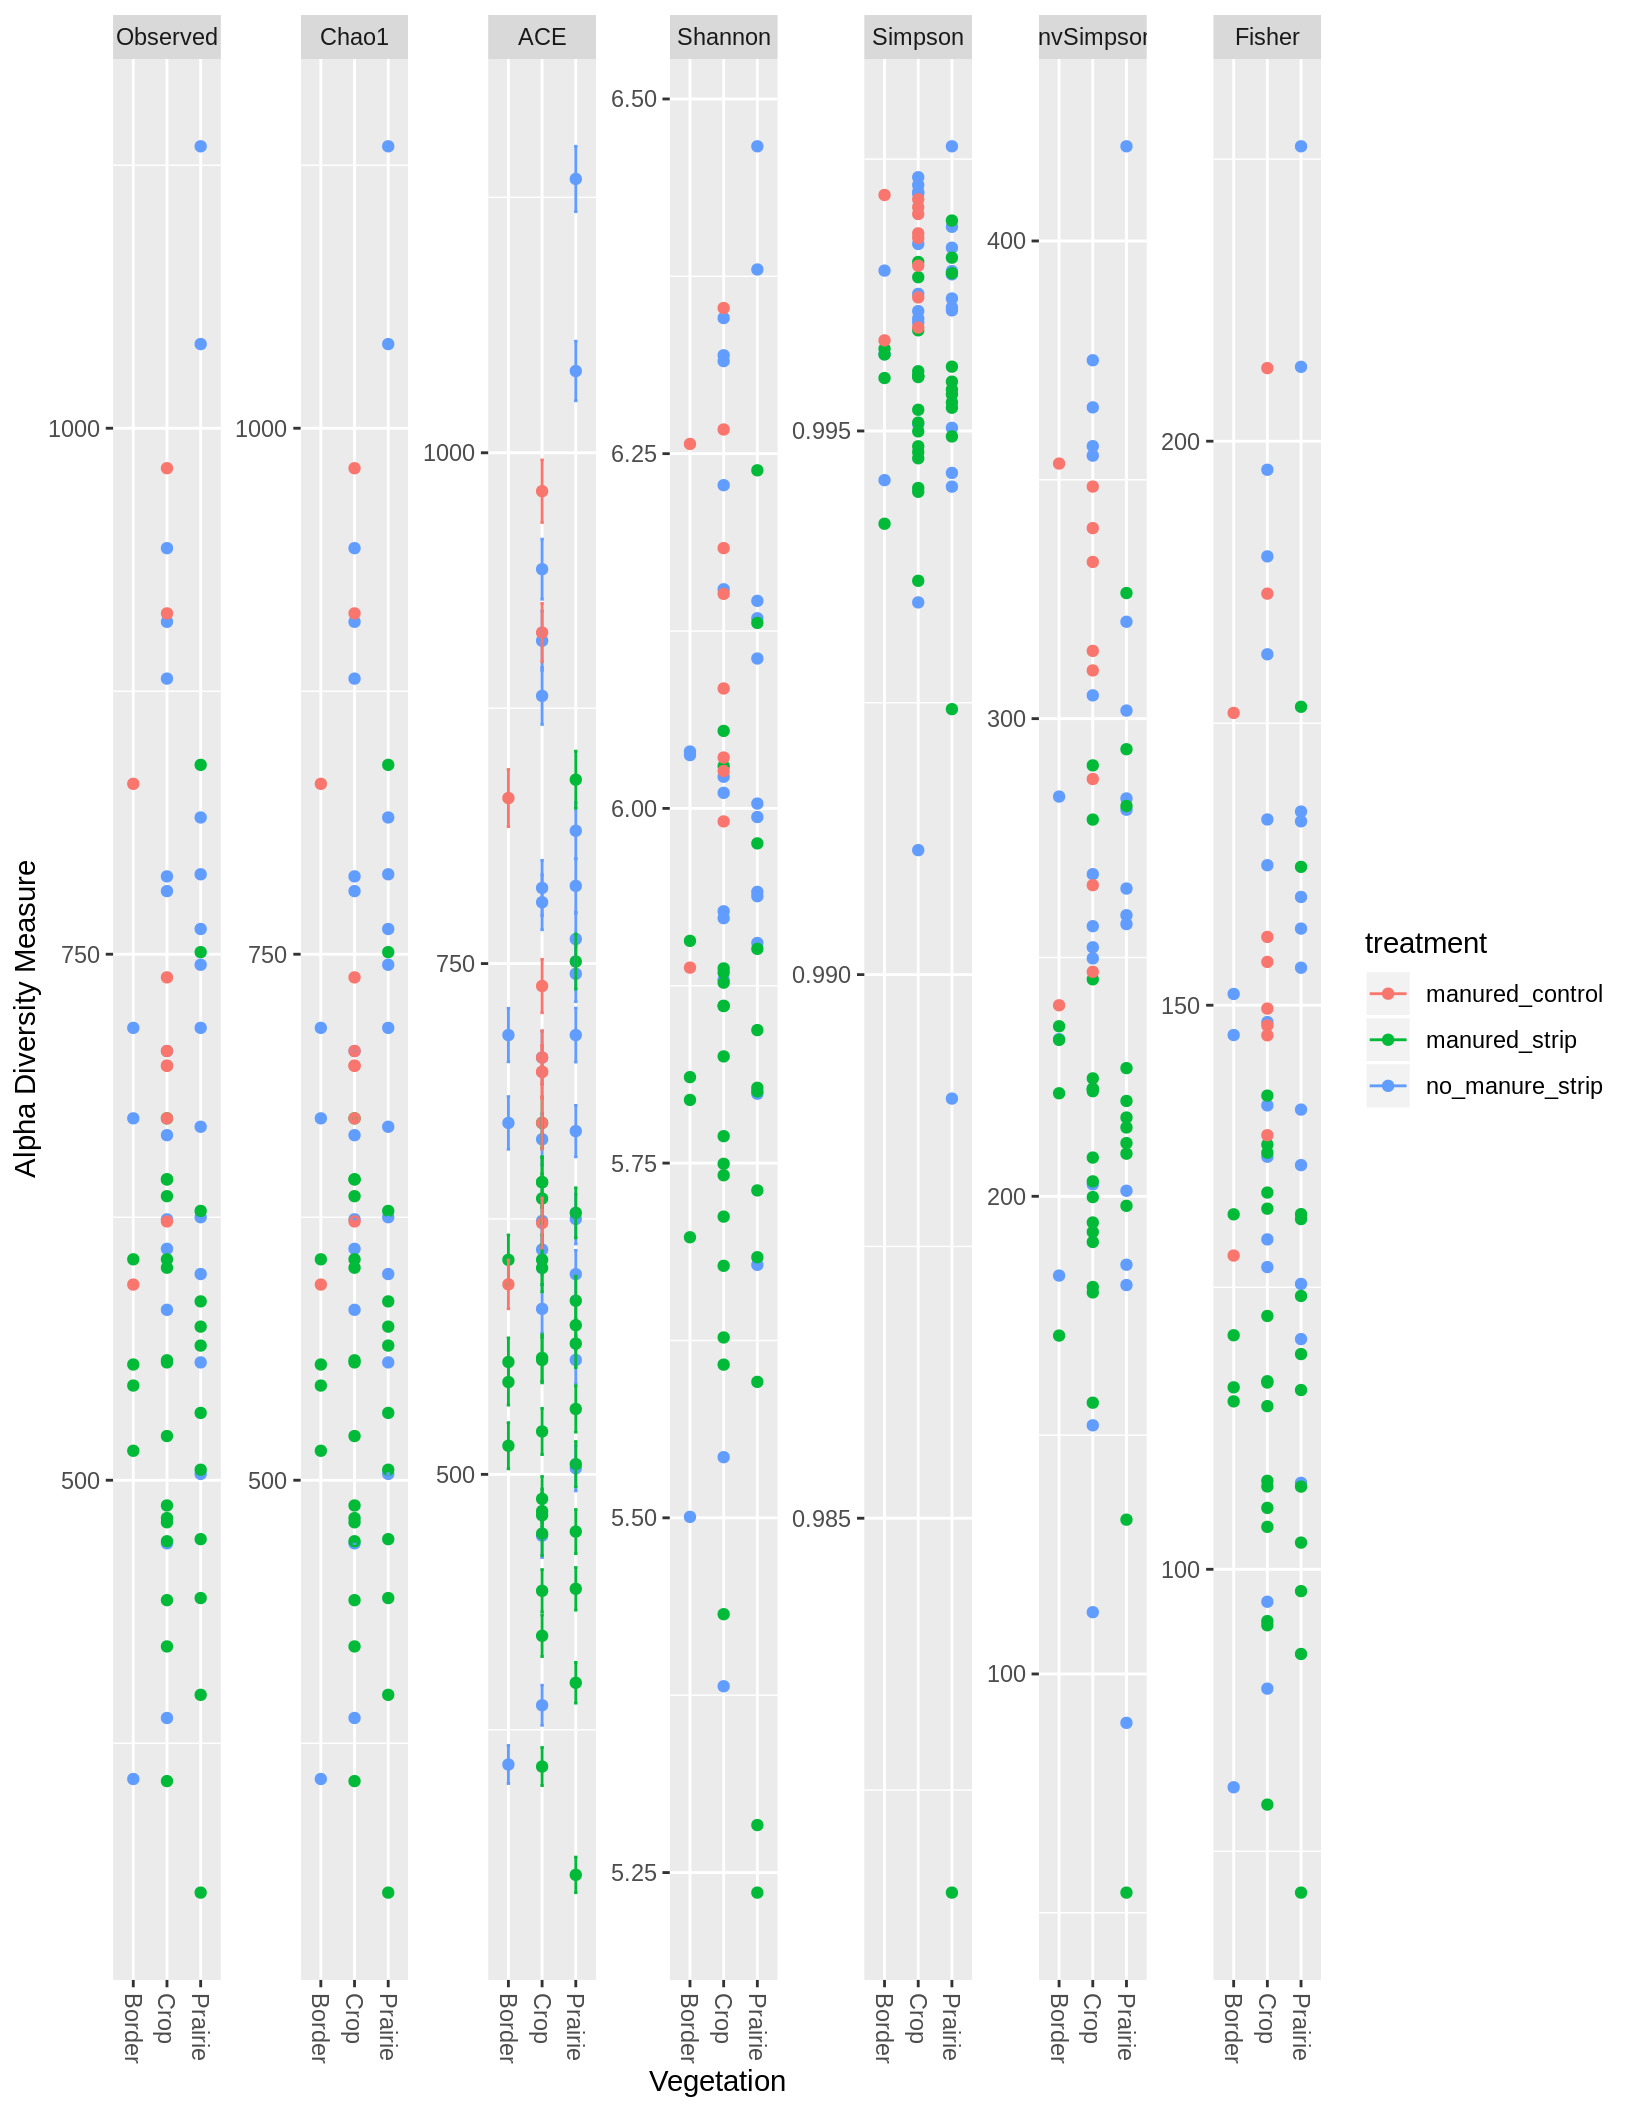 Observed
Chao1
ACE
Shannon
Simpson
nvSimpson
Fisher
Alpha Diversity Measure
1000
750
500
1000
750
500
1000
750
500
6.50
6.25
6.00
5.75
5.50
5.25
0.995
0.990
0.985
400
300
200
100
200
150
100
Border
Crop
Prairie
Border
Crop
Prairie
Border
Crop
Prairie
Border
Crop
Prairie
Border
Crop
Prairie
Border
Crop
Prairie
Border
Crop
Prairie
Vegetation
treatment
manured_control
manured_strip
no_manure_strip